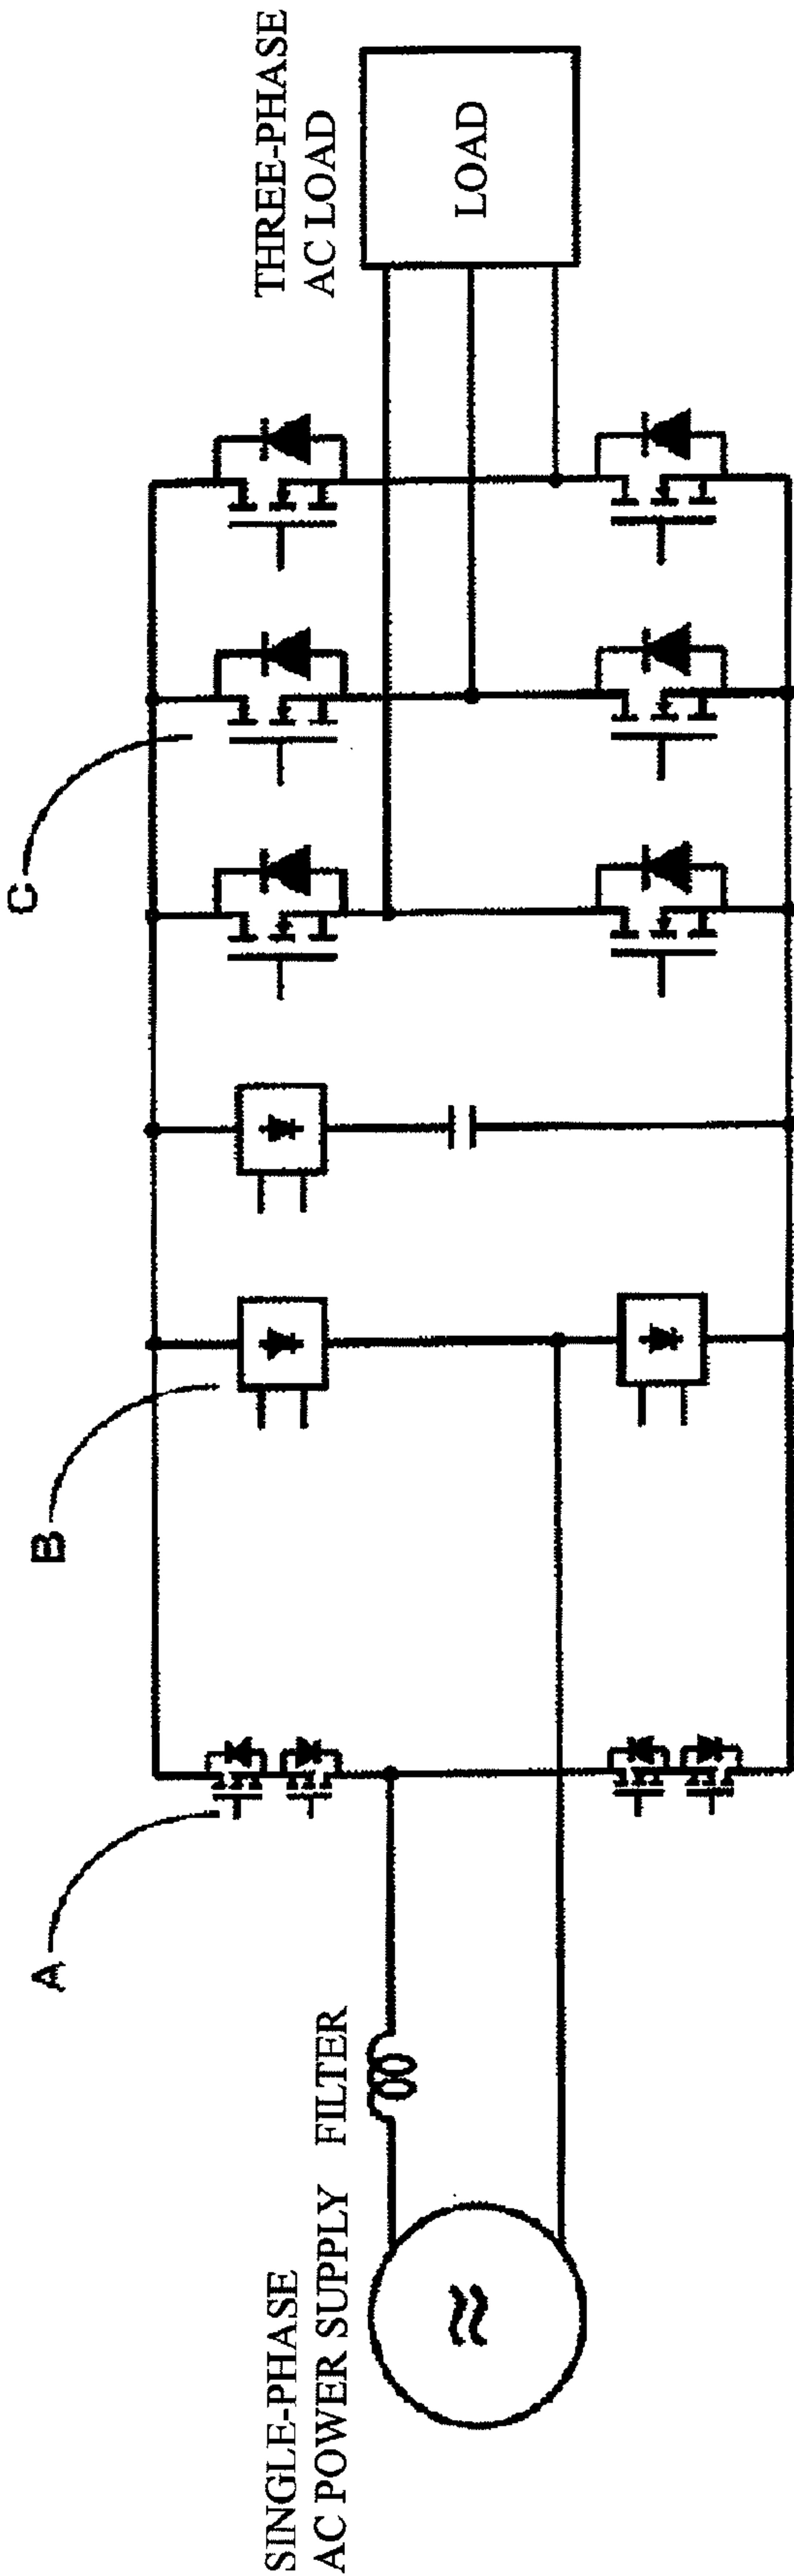 SINGLE-PHASE
AC POWER SUPPLY
FILTER
A
B
C
THREE-PHASE
AC LOAD
LOAD